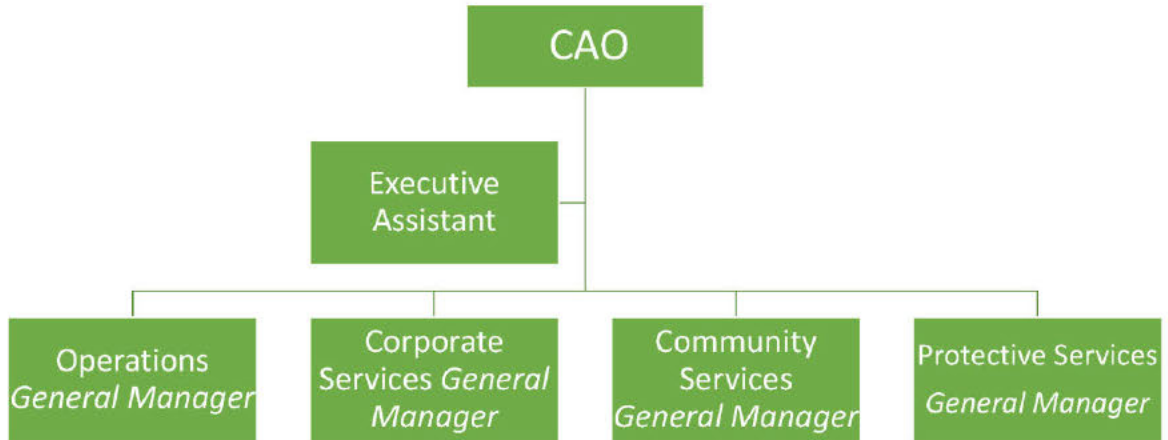 CAO
Executive
Assistant
Operations
General Manager
Corporate
Services General
Manager
Community
Services
General Manager
Protective Services
General Manager